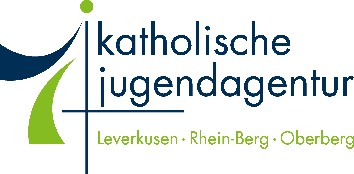 katholische
jugendagentur
Leverkusen · Rhein-Berg · Oberberg